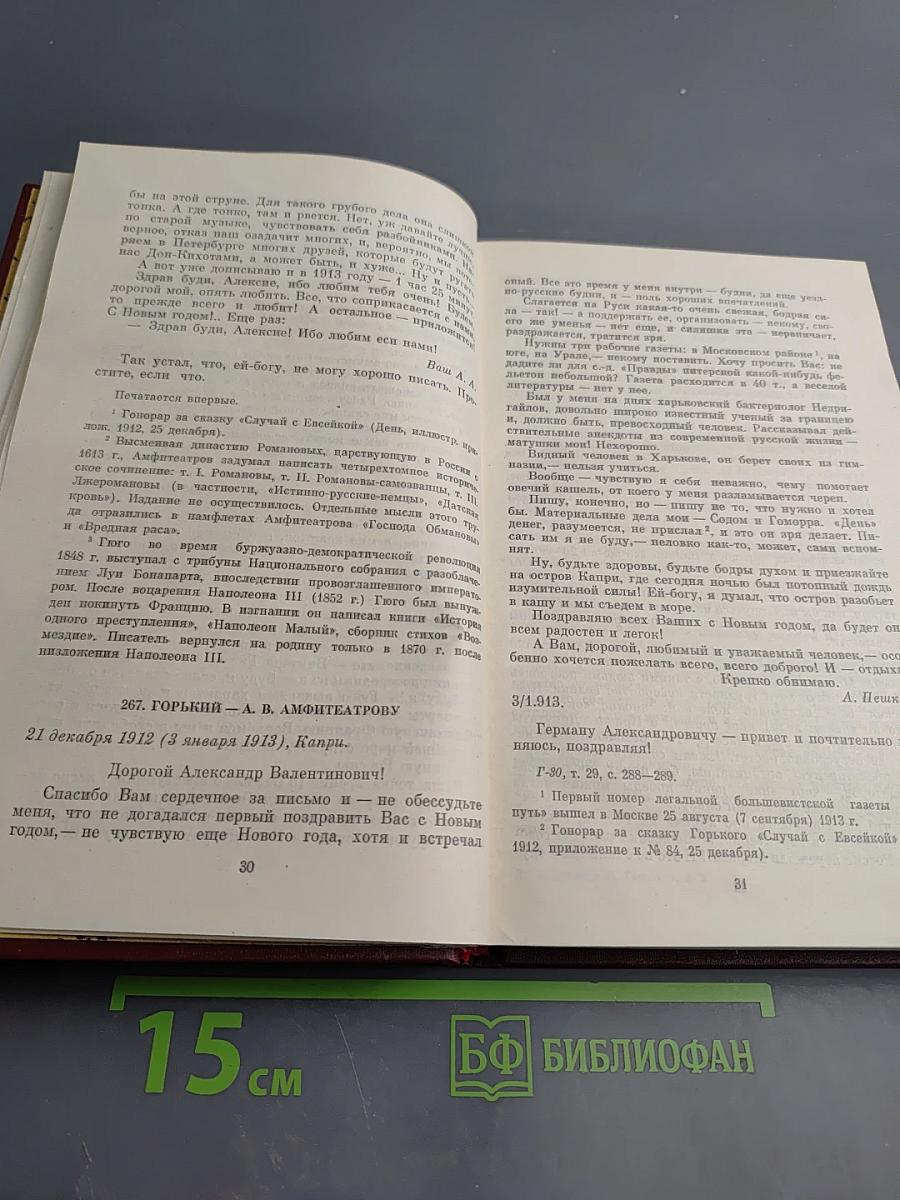 бы на этой струне. Для такого грубого дела она слишком
тонка. А где тонко, там и рвется. Нет, уж давайте лучше
по старой музыке, чувствовать себя разбойниками. На-
верное, отказ наш озадачит многих, и, вероятно, мы поте-
ряем в Петербурге многих друзей, которые будут ругать
нас Дон-Кихотами, а может быть, и хуже... Ну и пусть!
А вот уже дописываю и в 1913 году — 1 час 25 минут
Здрав буди, Алексие, ибо любим тебя очень! Будем,
дорогой мой, опять любить. Все, что соприкасается с нами
то прежде всего и любит! А остальное — приложится!
С Новым годом!.. Еще раз:
— Здрав буди, Алексие! Ибо любим еси нами!
Ваш А. А.
Так устал, что, ей-богу, не могу хорошо писать. Про-
стите, если что.
Печатается впервые.
¹ Гонорар за сказку «Случай с Евсейкой» (День, иллюстр. при-
лож. 1912, 25 декабря).
² Высмеивая династию Романовых, царствующую в России с
1613 г., Амфитеатров задумал написать четырехтомное историче-
ское сочинение: т. I. Романовы, т. II. Романовы-самозванцы, т. III.
Лжеромановы (в частности, «Истинно-русские-немцы», «Датская
кровь»). Издание не осуществилось. Отдельные мысли этого тру-
да отразились в памфлетах Амфитеатрова «Господа Обмановы»
и «Вредная раса».
³ Гюго во время буржуазно-демократической революции
1848 г. выступал с трибуны Национального собрания с разоблаче-
нием Луи Бонапарта, впоследствии провозглашенного императо-
ром. После воцарения Наполеона III (1852 г.) Гюго был вынуж-
ден покинуть Францию. В изгнании он написал книги «История
одного преступления», «Наполеон Малый», сборник стихов «Воз-
мездие». Писатель вернулся на родину только в 1870 г. после
низложения Наполеона III.
267. ГОРЬКИЙ — А. В. АМФИТЕАТРОВУ
21 декабря 1912 (3 января 1913), Капри.
Дорогой Александр Валентинович!
Спасибо Вам сердечное за письмо и — не обессудьте
меня, что не догадался первый поздравить Вас с Новым
годом,— не чувствую еще Нового года, хотя и встречал
30
оный. Все это время у меня внутри — будни, да еще уезд-
но-русские будни, и — ноль хороших впечатлений.
Слагается на Руси какая-то очень свежая, бодрая си-
ла — так! — а поддержать ее, организовать — некому, сво-
его же уменья — нет еще, и силишка эта — нервничает,
раздражается, тратится зря.
Нужны три рабочие газеты: в Московском районе¹, на
юге, на Урале,— некому поставить. Хочу просить Вас: не
дадите ли для с.-д. «Правды» питерской какой-нибудь фе-
льетон небольшой? Газета расходится в 40 т., а веселой
литературы — нет у нее.
Был у меня на днях харьковский бактериолог Недри-
гайлов, довольно широко известный ученый за границею
и, должно быть, превосходный человек. Рассказывал дей-
ствительные анекдоты из современной русской жизни —
матушки мои! Нехорошо.
Видный человек в Харькове, он берет своих из гим-
назии,— нельзя учиться.
Вообще — чувствую я себя неважно, чему помогает
овечий кашель, от коего у меня разламывается череп.
Пишу, конечно, но — пишу не то, что нужно и хотел
бы. Материальные дела мои — Содом и Гоморра. «День»
денег, разумеется, не прислал², и это он зря делает. Пи-
сать им я не буду,— неловко как-то, может, сами вспом-
нят.
Ну, будьте здоровы, будьте бодры духом и приезжайте
на остров Капри, где сегодня ночью был потопный дождь
изумительной силы! Ей-богу, я думал, что остров разобьет
в кашу и мы съедем в море.
Поздравляю всех Ваших с Новым годом, да будет он
всем радостен и легок!
А Вам, дорогой, любимый и уважаемый человек,— осо
бенно хочется пожелать всего, всего доброго! И — отдыха
Крепко обнимаю.
А. Пешк
3/1.913.
Герману Александровичу — привет и почтительно
няюсь, поздравляя!
Г-30, т. 29, с. 288—289.
¹ Первый номер легальной большевистской газеты
путь» вышел в Москве 25 августа (7 сентября) 1913 г.
² Гонорар за сказку Горького «Случай с Евсейкой»
1912, приложение к № 84, 25 декабря).
31
15 см
БФ БИБЛИОФАН